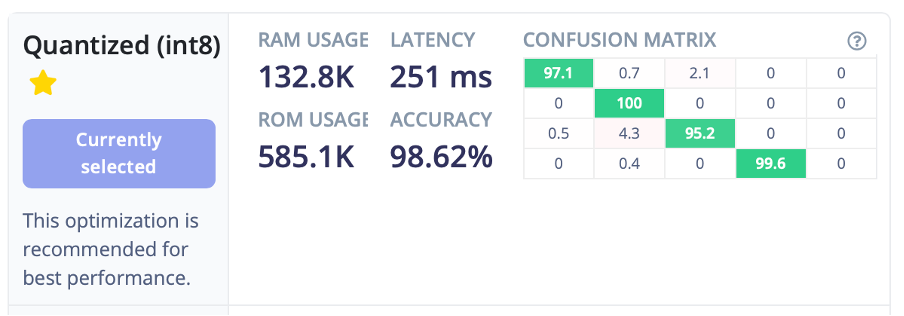 Quantized (int8)
Currently
selected
This optimization is
recommended for
best performance.
RAM USAGE LATENCY
132.8K 251 ms
ROM USAGE ACCURACY
585.1K 98.62%
CONFUSION MATRIX ?
97.1 0.7 2.1 0 0
0 100 0 0 0
0.5 4.3 95.2 0 0
0 0.4 0 99.6 0